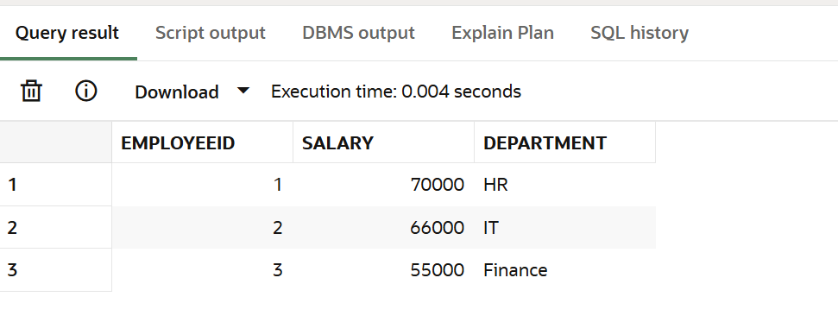 Query result Script output DBMS output Explain Plan SQL history
Download Execution time: 0.004 seconds
EMPLOYEEID SALARY DEPARTMENT
1 1 70000 HR
2 2 66000 IT
3 3 55000 Finance